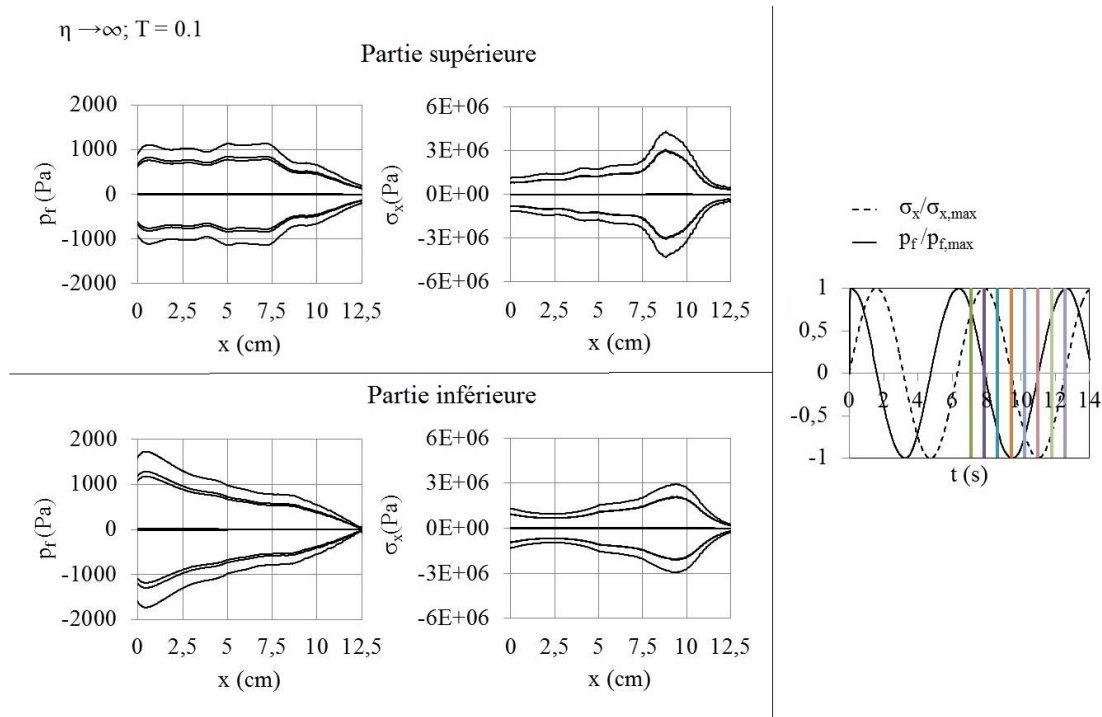 η →∞; T = 0.1
Partie supérieure
2000
1000
0
-1000
-2000
p_f (Pa)
0 2,5 5 7,5 10 12,5
x (cm)
6E+06
3E+06
0E+00
-3E+06
-6E+06
σ_x(Pa)
0 2,5 5 7,5 10 12,5
x (cm)
Partie inférieure
2000
1000
0
-1000
-2000
p_f (Pa)
0 2,5 5 7,5 10 12,5
x (cm)
6E+06
3E+06
0E+00
-3E+06
-6E+06
σ_x(Pa)
0 2,5 5 7,5 10 12,5
x (cm)
σ_x/σ_x,max
p_f /p_f,max
1
0,5
0
-0,5
-1
0 2 4 6 8 10 12 14
t (s)